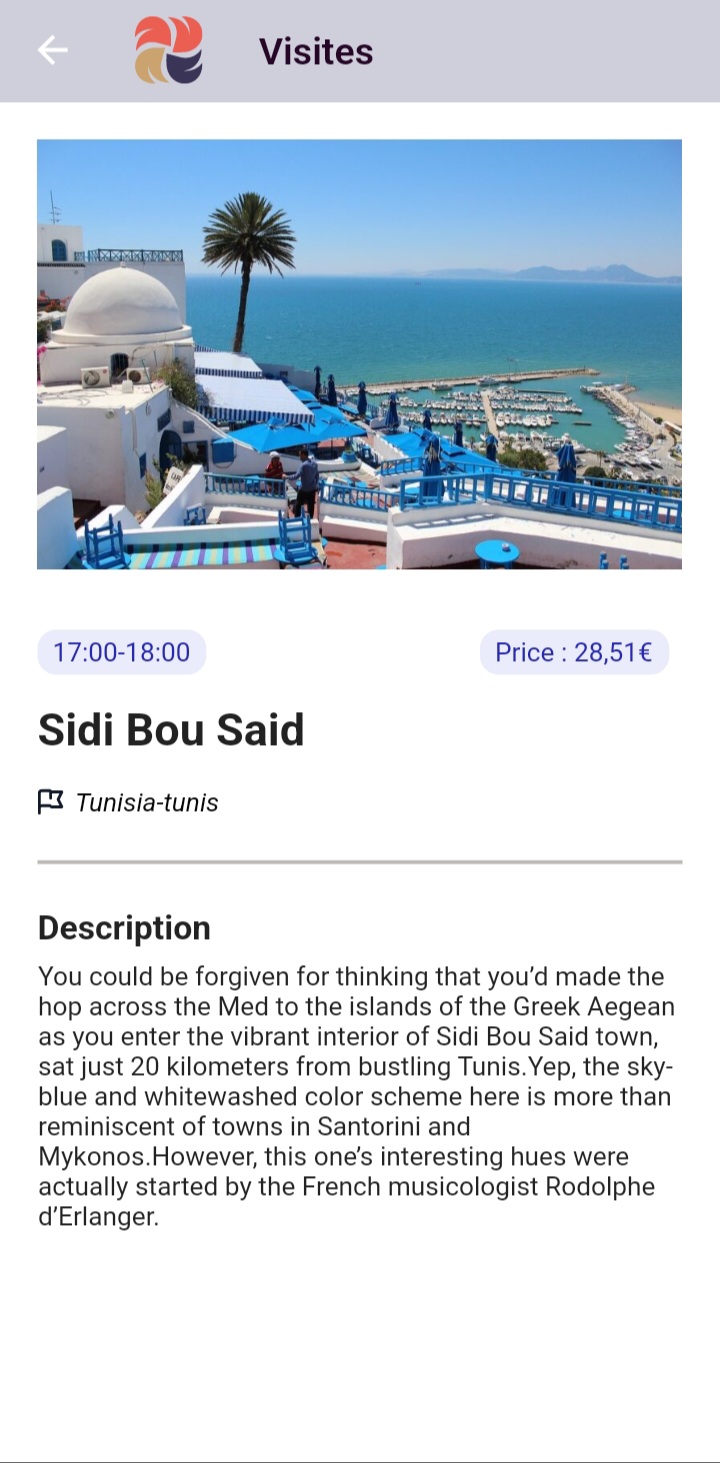 Visites
17:00-18:00
Price : 28,51€
Sidi Bou Said
Tunisia-tunis
Description
You could be forgiven for thinking that you’d made the
hop across the Med to the islands of the Greek Aegean
as you enter the vibrant interior of Sidi Bou Said town,
sat just 20 kilometers from bustling Tunis.Yep, the sky-
blue and whitewashed color scheme here is more than
reminiscent of towns in Santorini and
Mykonos.However, this one’s interesting hues were
actually started by the French musicologist Rodolphe
d’Erlanger.